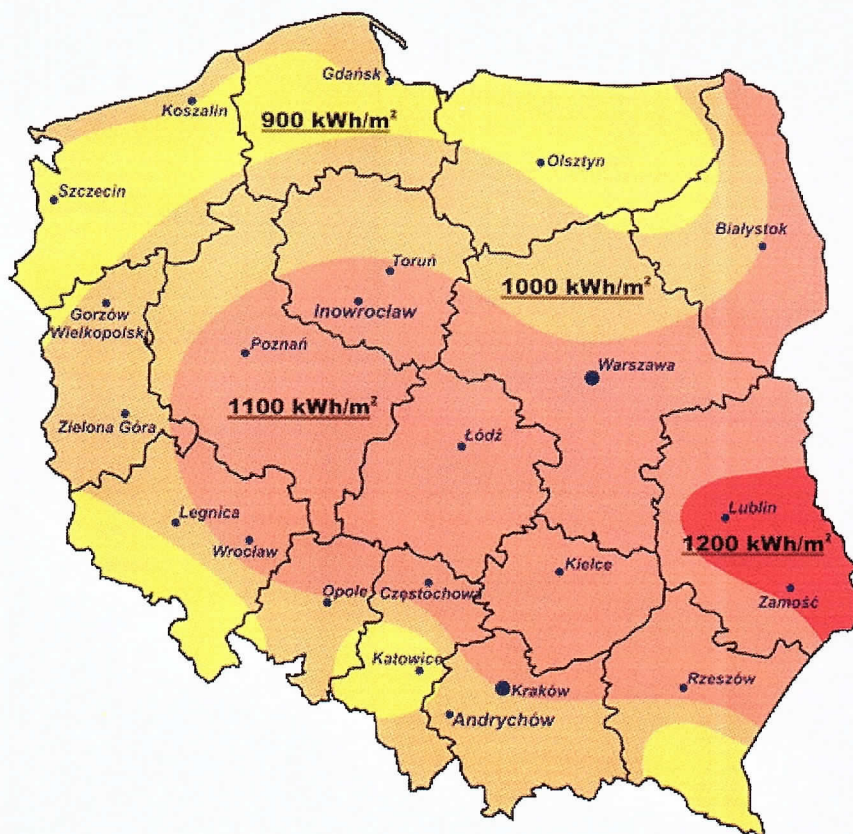 Gdańsk
Koszalin
900 kWh/m²
Olsztyn
Szczecin
Białystok
Toruń
1000 kWh/m²
Gorzów
Wielkopolski
inowrocław
Poznań
Warszawa
1100 kWh/m²
Zielona Góra
Łódź
Legnica
Lublin
Wrocław
1200 kWh/m²
Kielce
Opole
Częstochowa
Zamość
Katowice
Kraków
Rzeszów
Andrychów